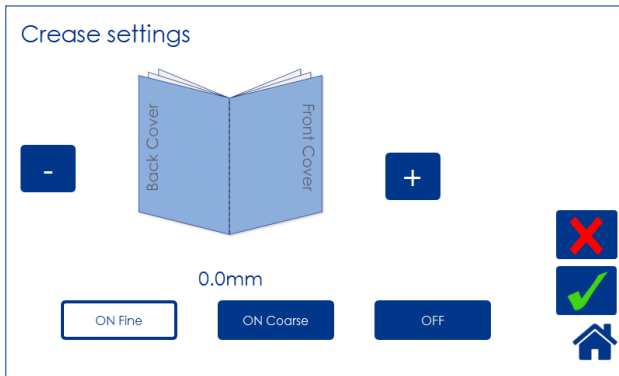 Crease settings
Back Cover
Front Cover
-
+
0.0mm
ON Fine
ON Coarse
OFF